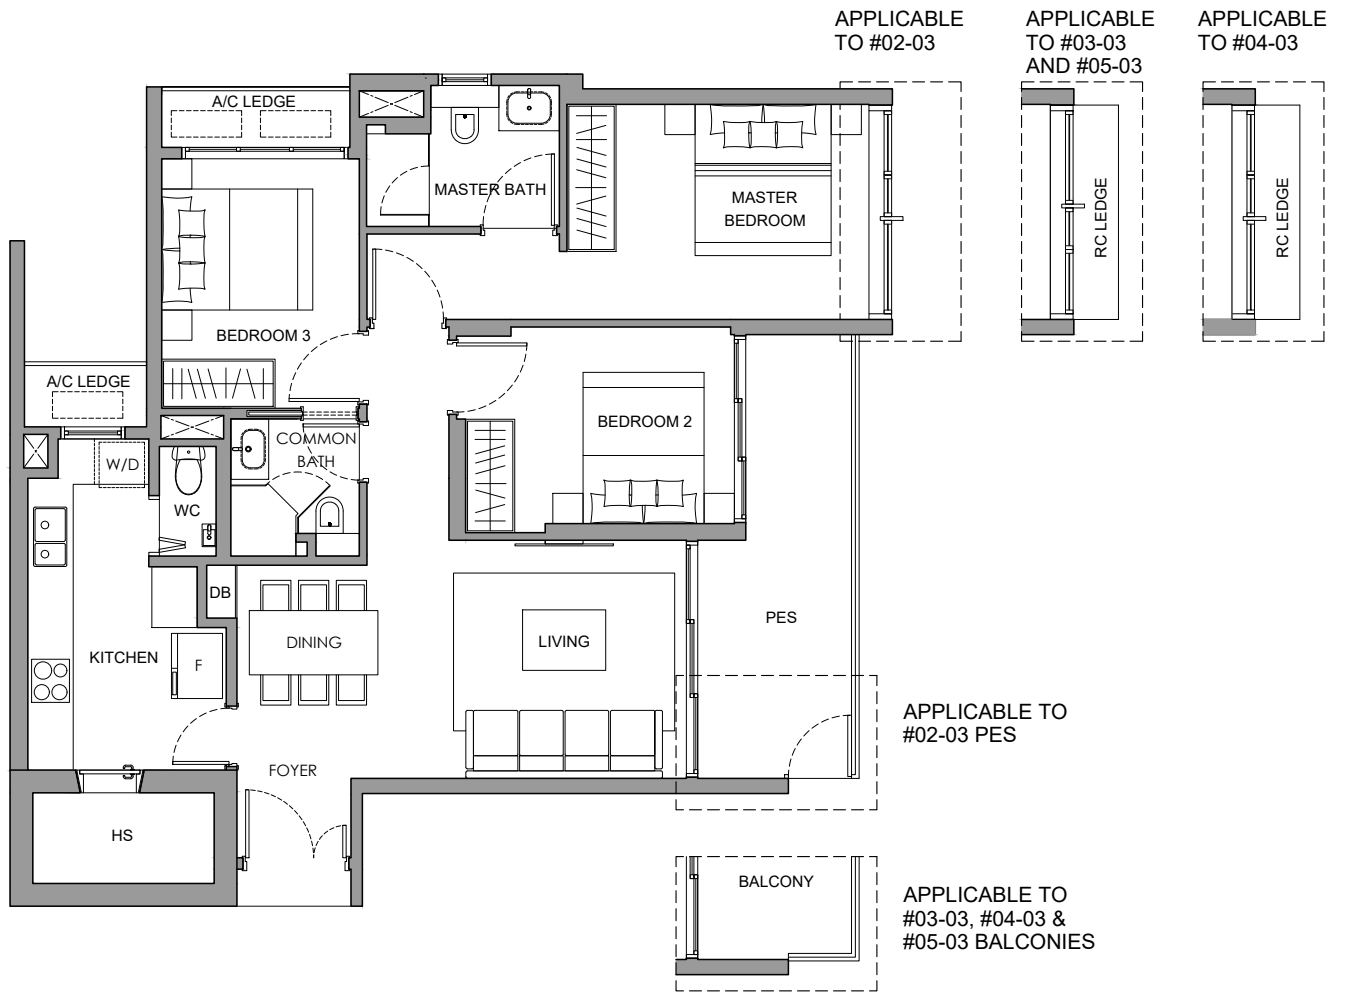 APPLICABLE
TO #02-03
APPLICABLE
TO #03-03
AND #05-03
APPLICABLE
TO #04-03
A/C LEDGE
MASTER BATH
MASTER
BEDROOM
RC LEDGE
RC LEDGE
BEDROOM 3
A/C LEDGE
BEDROOM 2
COMMON
BATH
W/D
WC
DB
DINING
LIVING
PES
KITCHEN
F
APPLICABLE TO
#02-03 PES
FOYER
HS
BALCONY
APPLICABLE TO
#03-03, #04-03 &
#05-03 BALCONIES